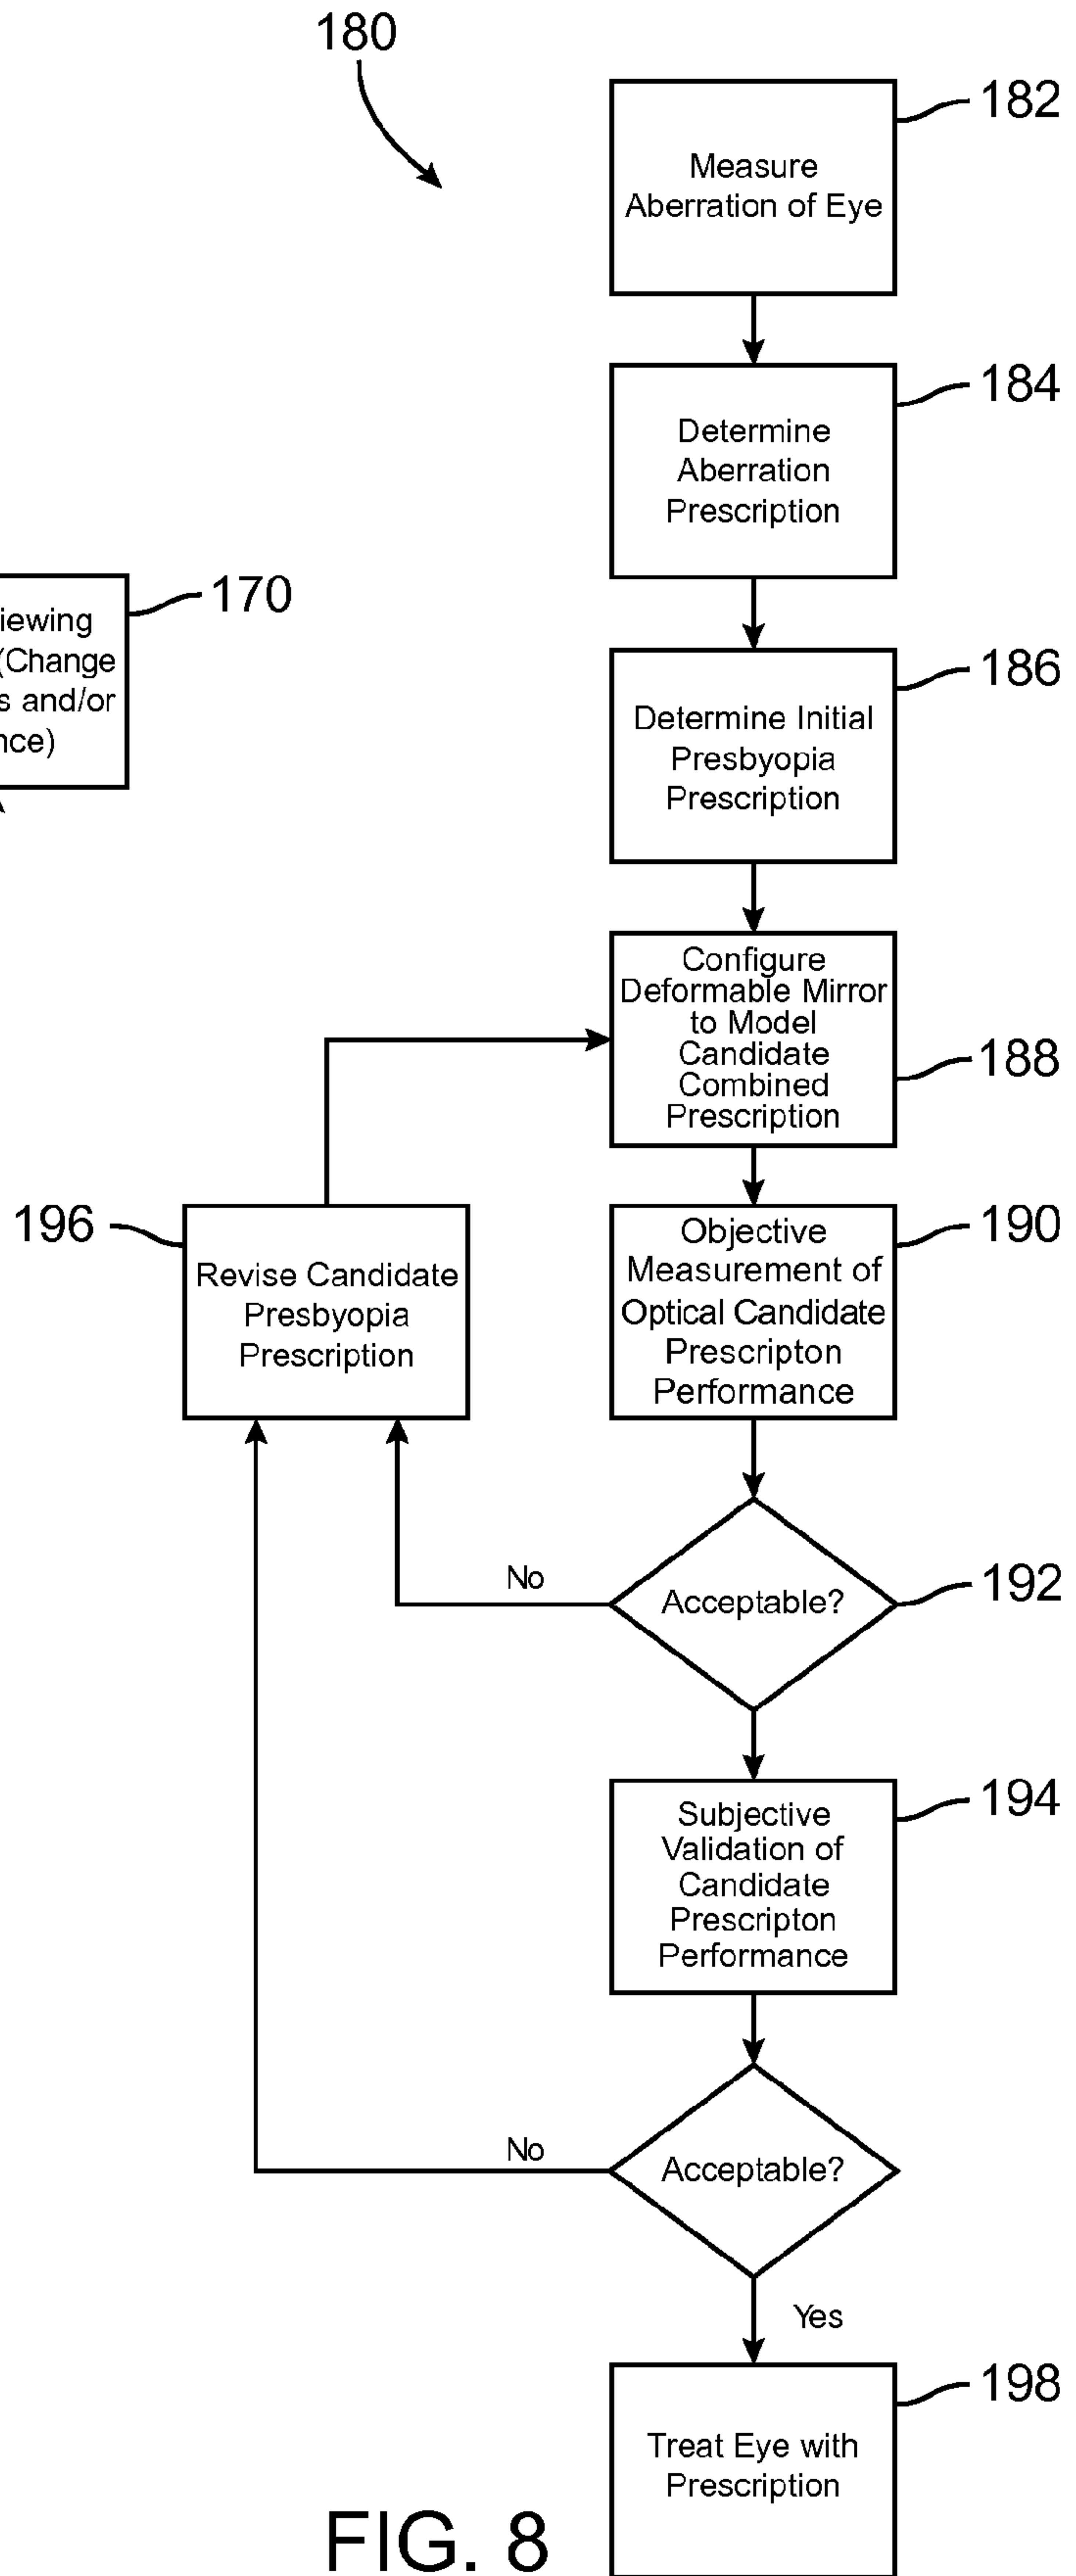 180
182
Measure
Aberration of Eye
184
Determine
Aberration
Prescription
170
iewing
(Change
s and/or
nce)
186
Determine Initial
Presbyopia
Prescription
188
Configure
Deformable Mirror
to Model
Candidate
Combined
Prescription
196
Revise Candidate
Presbyopia
Prescription
190
Objective
Measurement of
Optical Candidate
Prescripton
Performance
No
Acceptable?
192
194
Subjective
Validation of
Candidate
Prescripton
Performance
No
Acceptable?
Yes
198
Treat Eye with
Prescription
FIG. 8